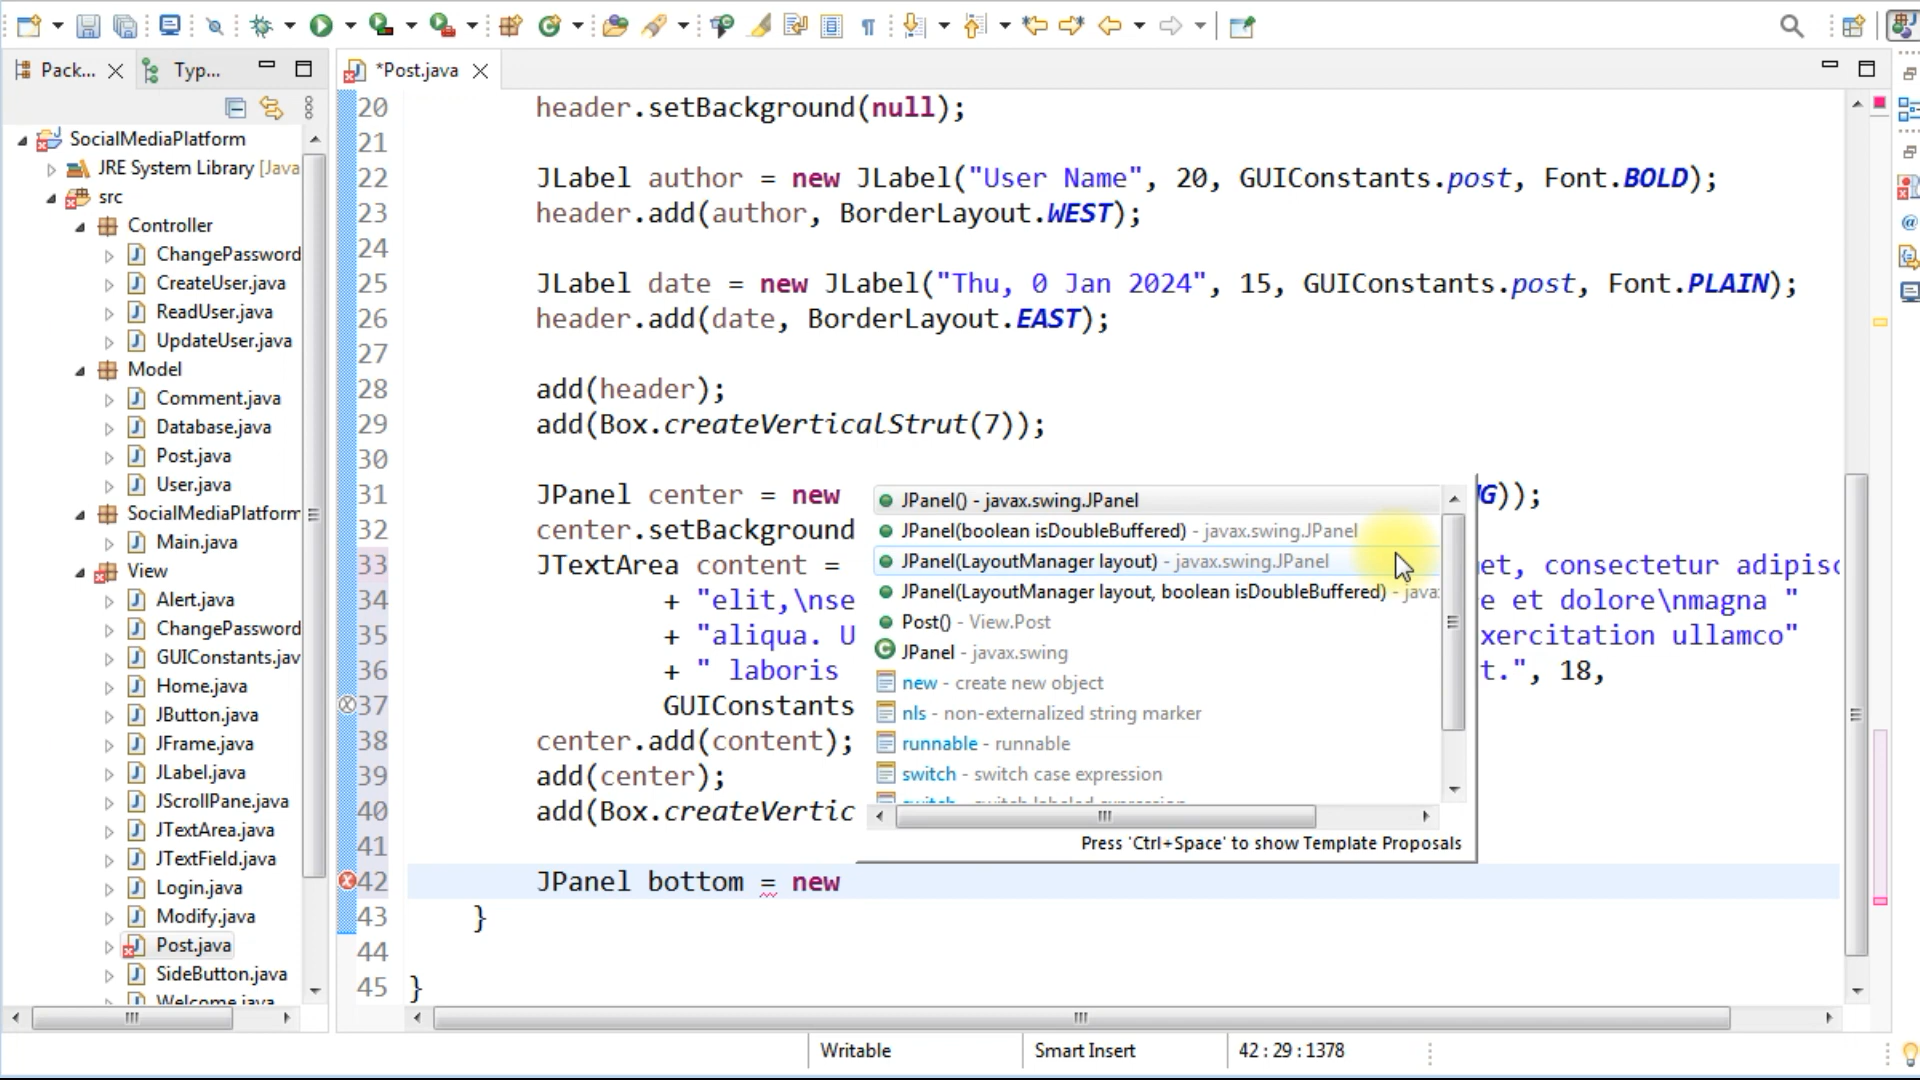 Pack...
Typ...
*Post.java
SocialMediaPlatform
JRE System Library [Java
src
Controller
ChangePassword
CreateUser.java
ReadUser.java
UpdateUser.java
Model
Comment.java
Database.java
Post.java
User.java
SocialMediaPlatform
Main.java
View
Alert.java
ChangePassword
GUIConstants.jav
Home.java
JButton.java
JFrame.java
JLabel.java
JScrollPane.java
JTextArea.java
JTextField.java
Login.java
Modify.java
Post.java
SideButton.java
Welcome.java
20 header.setBackground(null);
21
22 JLabel author = new JLabel("User Name", 20, GUIConstants.post, Font.BOLD);
23 header.add(author, BorderLayout.WEST);
24
25 JLabel date = new JLabel("Thu, 0 Jan 2024", 15, GUIConstants.post, Font.PLAIN);
26 header.add(date, BorderLayout.EAST);
27
28 add(header);
29 add(Box.createVerticalStrut(7));
30
31 JPanel center = new G));
32 center.setBackground
33 JTextArea content = et, consectetur adipisc
34 + "elit,\nse e et dolore\nmagna "
35 + "aliqua. U xercitation ullamco"
36 + " laboris t.", 18,
37 GUIConstants
38 center.add(content);
39 add(center);
40 add(Box.createVertic
41
42 JPanel bottom = new
43 }
44
45 }
JPanel() - javax.swing.JPanel
JPanel(boolean isDoubleBuffered) - javax.swing.JPanel
JPanel(LayoutManager layout) - javax.swing.JPanel
JPanel(LayoutManager layout, boolean isDoubleBuffered) - java
Post() - View.Post
JPanel - javax.swing
new - create new object
nls - non-externalized string marker
runnable - runnable
switch - switch case expression
switch - switch labeled expression
Press 'Ctrl+Space' to show Template Proposals
Writable
Smart Insert
42 : 29 : 1378